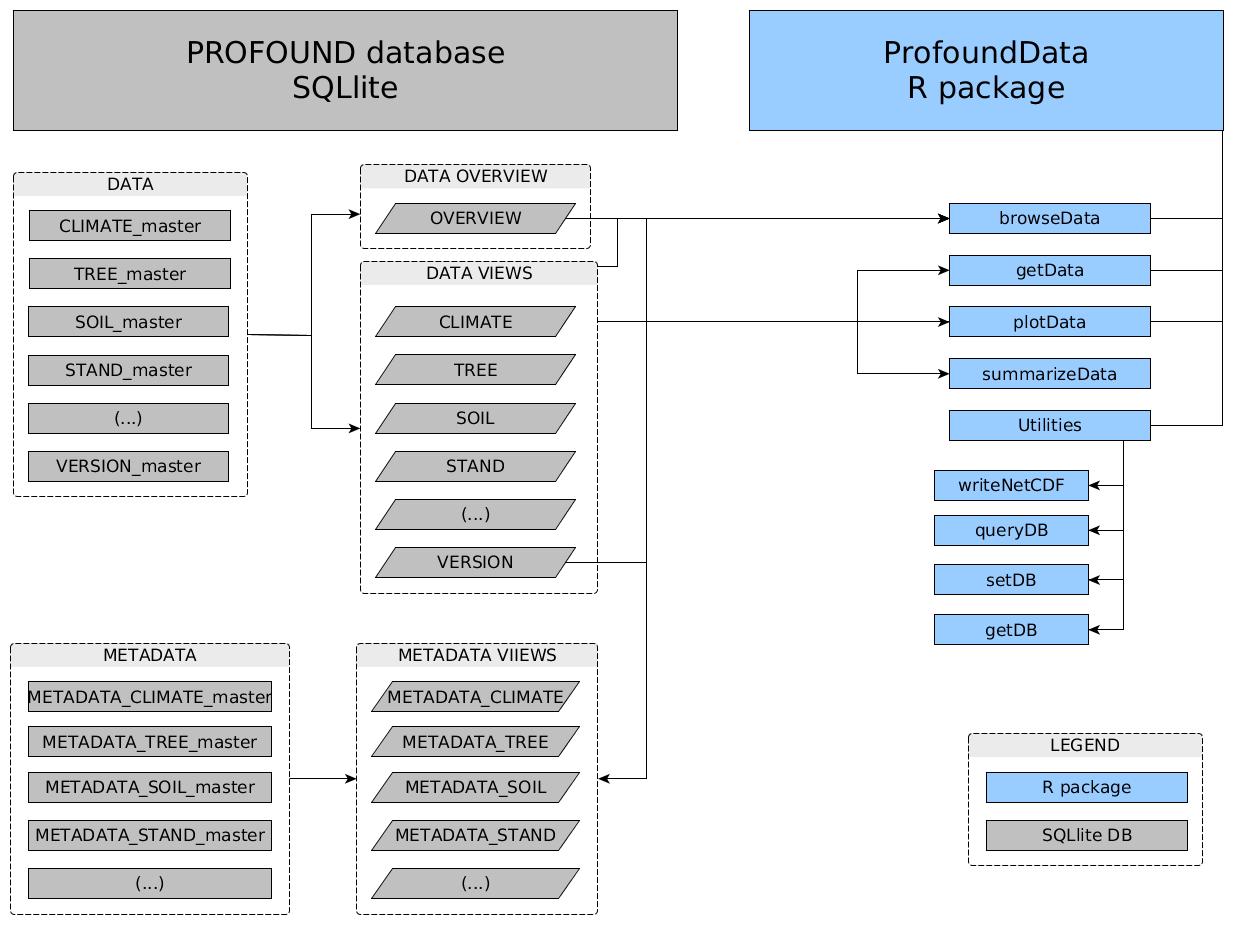 PROFOUND database
SQLlite
ProfoundData
R package
DATA
CLIMATE_master
TREE_master
SOIL_master
STAND_master
(...)
VERSION_master
DATA OVERVIEW
OVERVIEW
DATA VIEWS
CLIMATE
TREE
SOIL
STAND
(...)
VERSION
browseData
getData
plotData
summarizeData
Utilities
writeNetCDF
queryDB
setDB
getDB
METADATA
METADATA_CLIMATE_master
METADATA_TREE_master
METADATA_SOIL_master
METADATA_STAND_master
(...)
METADATA VIIEWS
METADATA_CLIMATE
METADATA_TREE
METADATA_SOIL
METADATA_STAND
(...)
LEGEND
R package
SQLlite DB